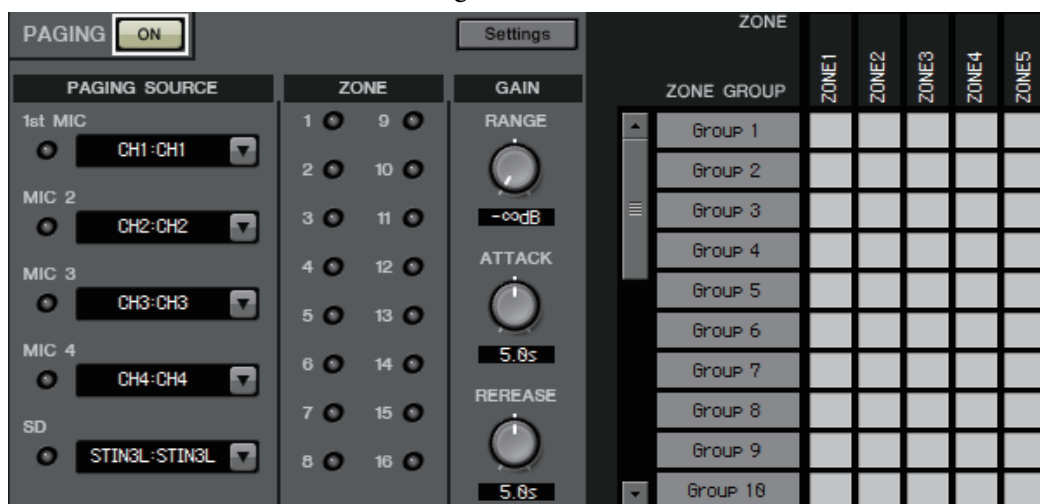 PAGING ON
Settings
PAGING SOURCE
1st MIC
CH1:CH1
MIC 2
CH2:CH2
MIC 3
CH3:CH3
MIC 4
CH4:CH4
SD
STIN3L:STIN3L
ZONE
1 9
2 10
3 11
4 12
5 13
6 14
7 15
8 16
GAIN
RANGE
-∞dB
ATTACK
5.0s
REREASE
5.0s
ZONE
ZONE1 ZONE2 ZONE3 ZONE4 ZONE5
ZONE GROUP
Group 1
Group 2
Group 3
Group 4
Group 5
Group 6
Group 7
Group 8
Group 9
Group 10